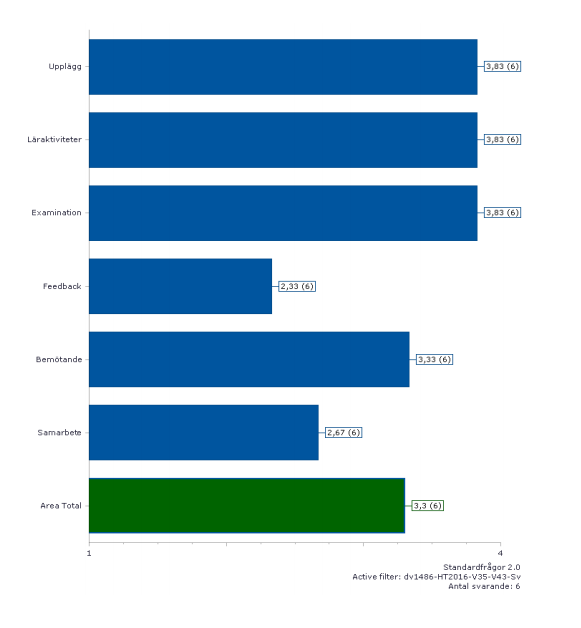 Upplägg
3,83 (6)
Läraktiviteter
3,83 (6)
Examination
3,83 (6)
Feedback
2,33 (6)
Bemötande
3,33 (6)
Samarbete
2,67 (6)
Area Total
3,3 (6)
1
4
Standardfrågor 2.0
Active filter: dv1486-HT2016-V35-V43-Sv
Antal svarande: 6